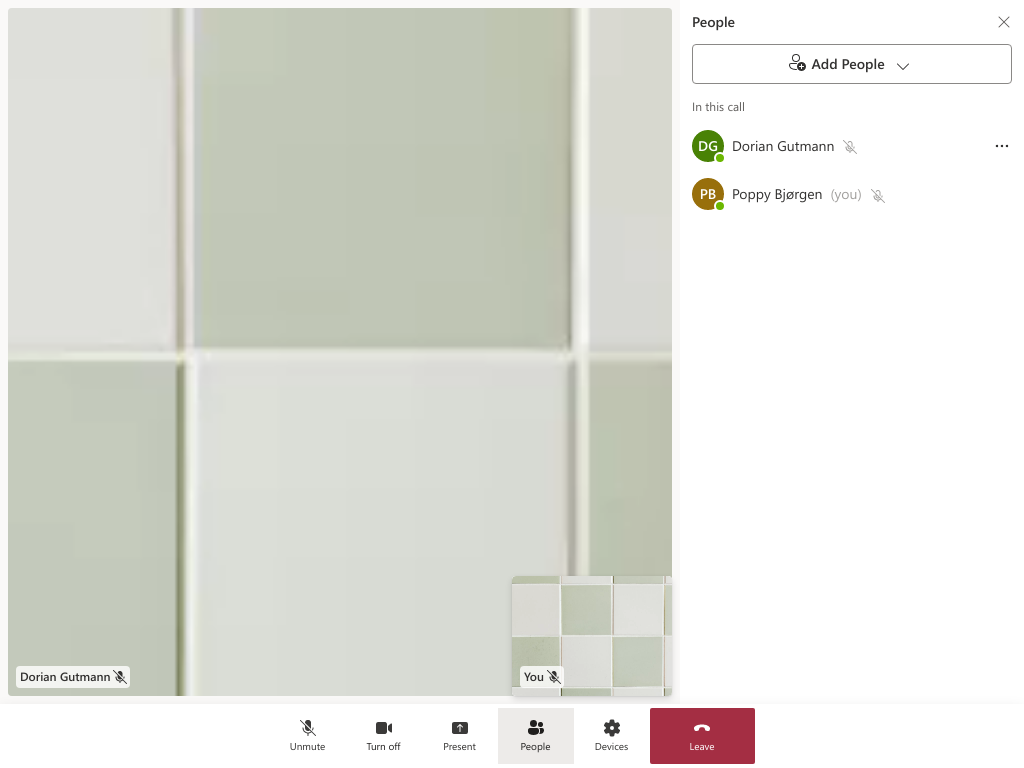 People
Add People
In this call
DG Dorian Gutmann
PB Poppy Bjørgen (you)
Dorian Gutmann
You
Unmute
Turn off
Present
People
Devices
Leave